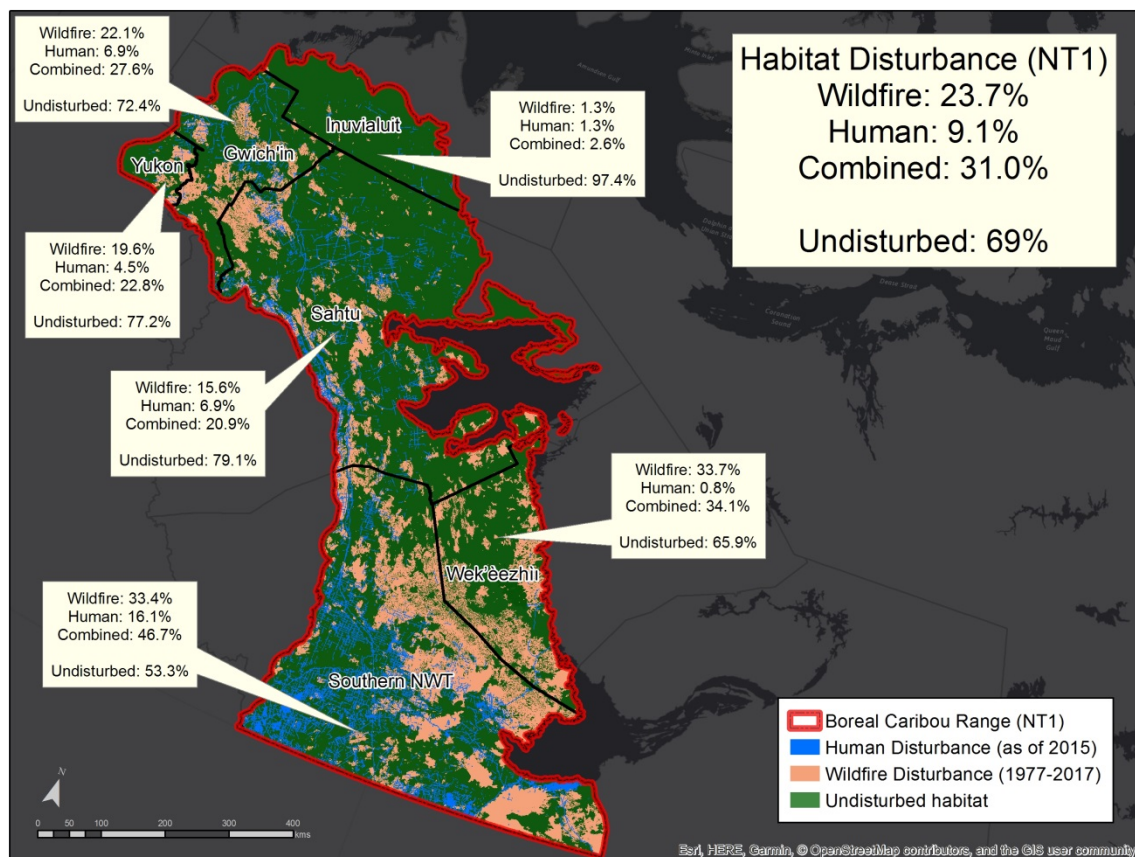 Wildfire: 22.1%
Human: 6.9%
Combined: 27.6%
Undisturbed: 72.4%
Habitat Disturbance (NT1)
Wildfire: 23.7%
Human: 9.1%
Combined: 31.0%
Undisturbed: 69%
Wildfire: 1.3%
Human: 1.3%
Combined: 2.6%
Undisturbed: 97.4%
Inuvialuit
Gwich'in
Yukon
Wildfire: 19.6%
Human: 4.5%
Combined: 22.8%
Undisturbed: 77.2%
Sahtu
Wildfire: 15.6%
Human: 6.9%
Combined: 20.9%
Undisturbed: 79.1%
Wildfire: 33.7%
Human: 0.8%
Combined: 34.1%
Undisturbed: 65.9%
Wek'èezhìi
Wildfire: 33.4%
Human: 16.1%
Combined: 46.7%
Undisturbed: 53.3%
Southern NWT
Boreal Caribou Range (NT1)
Human Disturbance (as of 2015)
Wildfire Disturbance (1977-2017)
Undisturbed habitat
N
0 50 100 200 300 400
kms
Esri, HERE, Garmin, © OpenStreetMap contributors, and the GIS user community